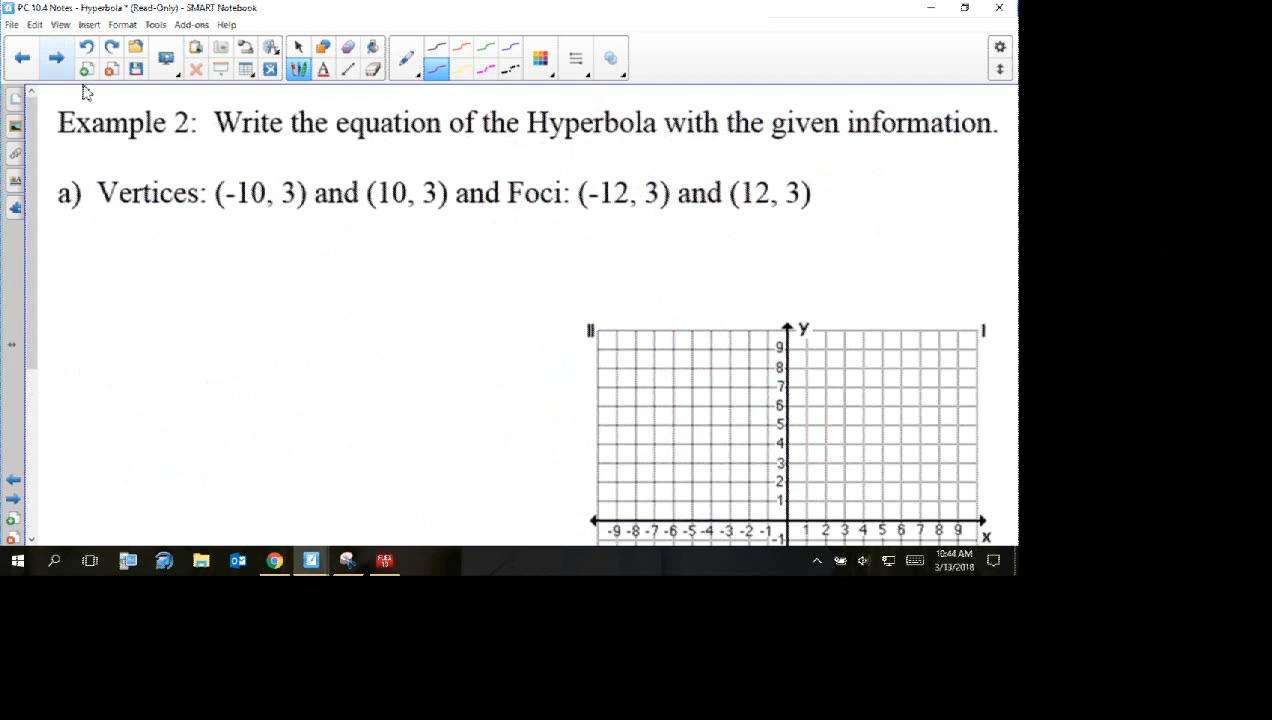 PC 10.4 Notes - Hyperbola * (Read-Only) - SMART Notebook
File Edit View Insert Format Tools Add-ons Help
Example 2: Write the equation of the Hyperbola with the given information.
a) Vertices: (-10, 3) and (10, 3) and Foci: (-12, 3) and (12, 3)
II Y I
9
8
7
6
5
4
3
2
1
-9 -8 -7 -6 -5 -4 -3 -2 -1 1 2 3 4 5 6 7 8 9 x
-1
10:44 AM
3/13/2018